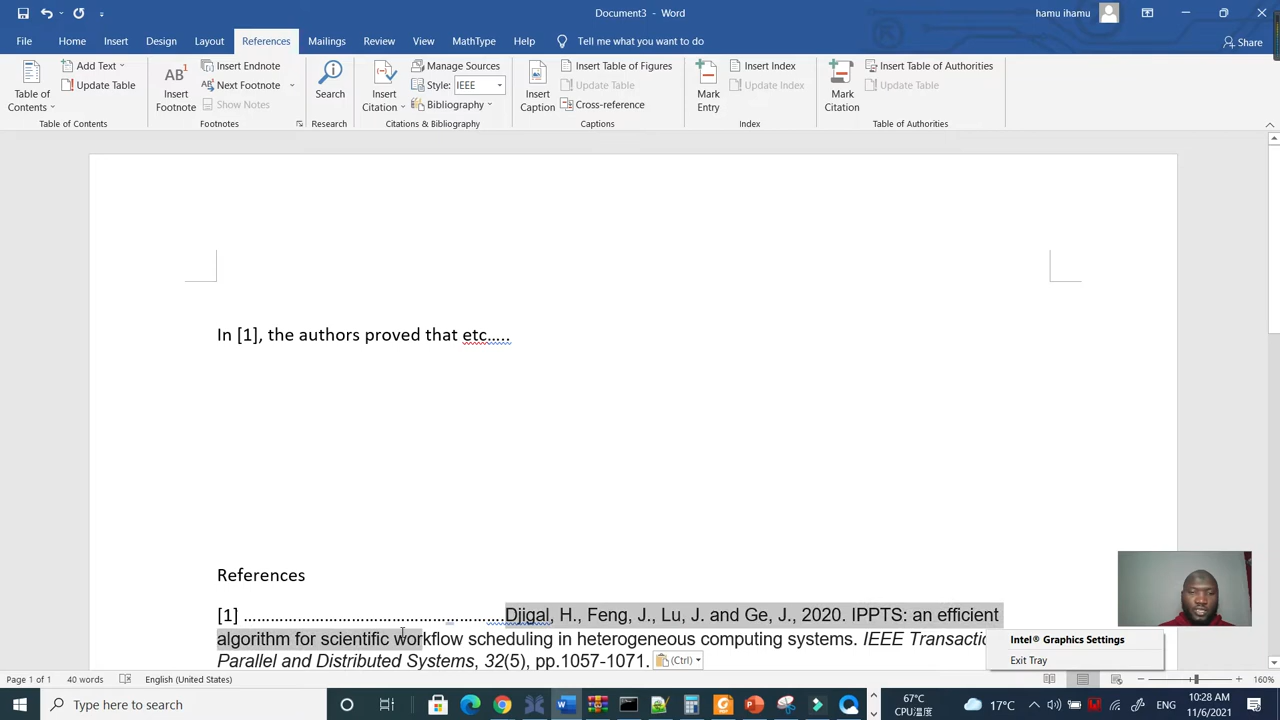 Document3 - Word
hamu ihamu
File Home Insert Design Layout References Mailings Review View MathType Help Tell me what you want to do
Share
Table of Contents
Add Text
Update Table
Table of Contents
AB1
Insert Footnote
Insert Endnote
AB1 Next Footnote
Show Notes
Footnotes
Search
Research
Insert Citation
Manage Sources
Style: IEEE
Bibliography
Citations & Bibliography
Insert Caption
Insert Table of Figures
Update Table
Cross-reference
Captions
Mark Entry
Insert Index
Update Index
Index
Mark Citation
Insert Table of Authorities
Update Table
Table of Authorities
In [1], the authors proved that etc…..
References
[1] …………………………………………………Djigal, H., Feng, J., Lu, J. and Ge, J., 2020. IPPTS: an efficient
algorithm for scientific workflow scheduling in heterogeneous computing systems. IEEE Transactio
Parallel and Distributed Systems, 32(5), pp.1057-1071. (Ctrl)
Intel® Graphics Settings
Exit Tray
Page 1 of 1 40 words English (United States) 160%
Type here to search
67°C
CPU温度
17°C
中
10:28 AM
11/6/2021